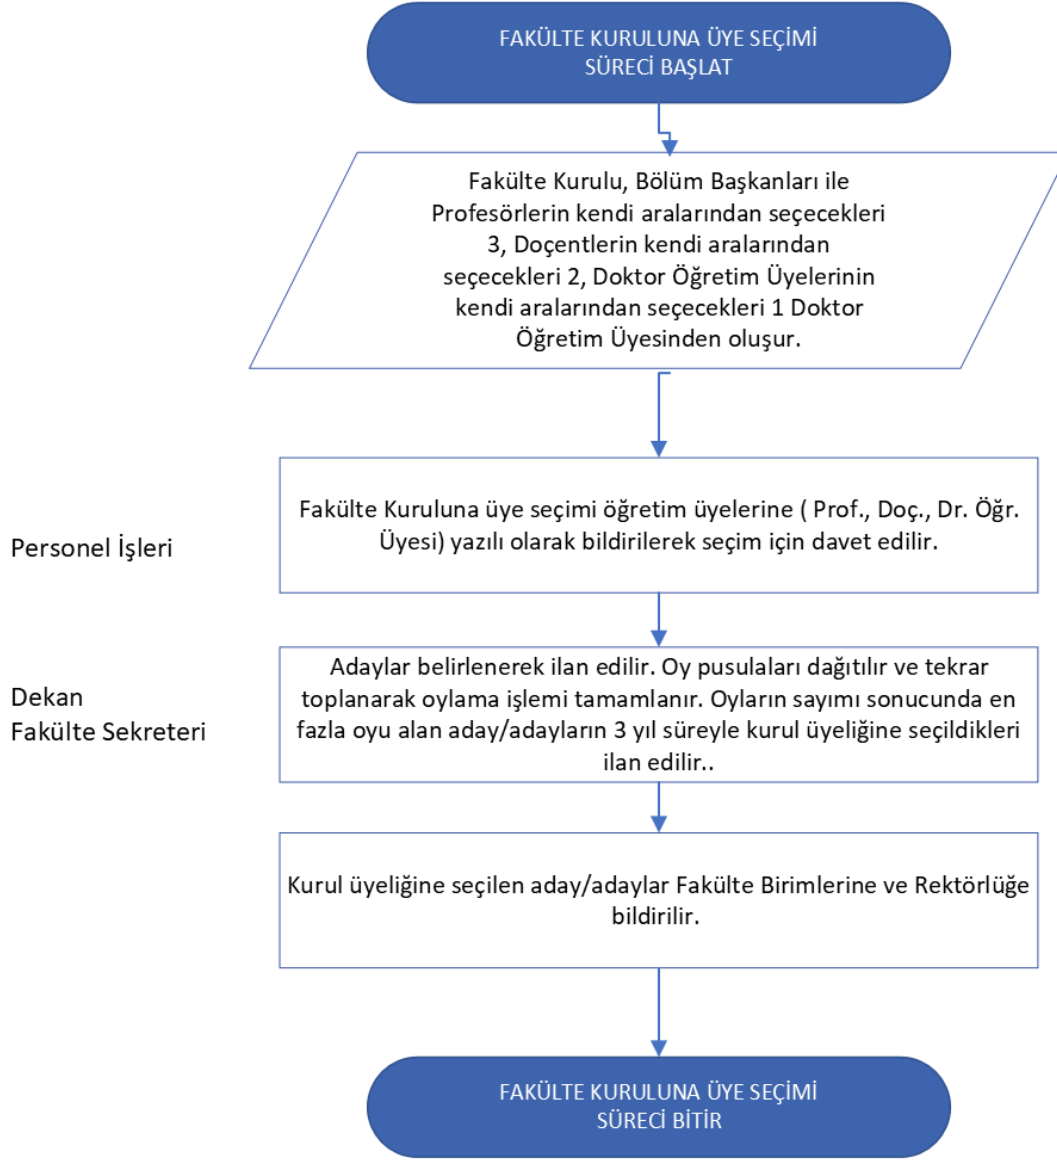 FAKÜLTE KURULUNA ÜYE SEÇİMİ
SÜRECİ BAŞLAT
Fakülte Kurulu, Bölüm Başkanları ile
Profesörlerin kendi aralarından seçecekleri
3, Doçentlerin kendi aralarından
seçecekleri 2, Doktor Öğretim Üyelerinin
kendi aralarından seçecekleri 1 Doktor
Öğretim Üyesinden oluşur.
Personel İşleri
Fakülte Kuruluna üye seçimi öğretim üyelerine ( Prof., Doç., Dr. Öğr.
Üyesi) yazılı olarak bildirilerek seçim için davet edilir.
Dekan
Fakülte Sekreteri
Adaylar belirlenerek ilan edilir. Oy pusulaları dağıtılır ve tekrar
toplanarak oylama işlemi tamamlanır. Oyların sayımı sonucunda en
fazla oyu alan aday/adayların 3 yıl süreyle kurul üyeliğine seçildikleri
ilan edilir..
Kurul üyeliğine seçilen aday/adaylar Fakülte Birimlerine ve Rektörlüğe
bildirilir.
FAKÜLTE KURULUNA ÜYE SEÇİMİ
SÜRECİ BİTİR